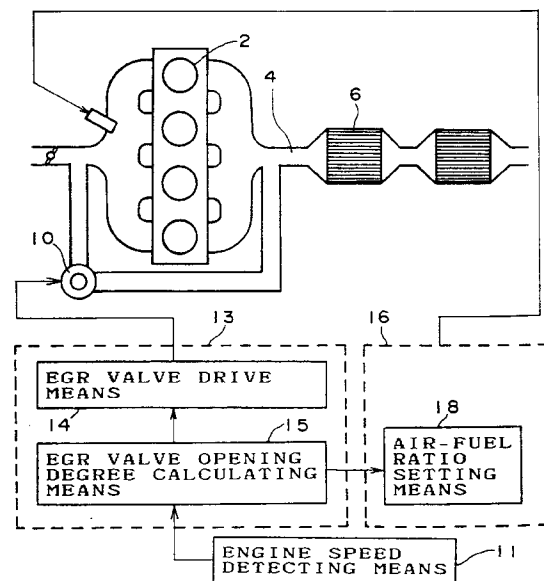 2
4
6
10
13
16
EGR VALVE DRIVE
MEANS
14
15
18
EGR VALVE OPENING
DEGREE CALCULATING
MEANS
AIR-FUEL
RATIO
SETTING
MEANS
ENGINE SPEED
DETECTING MEANS
11